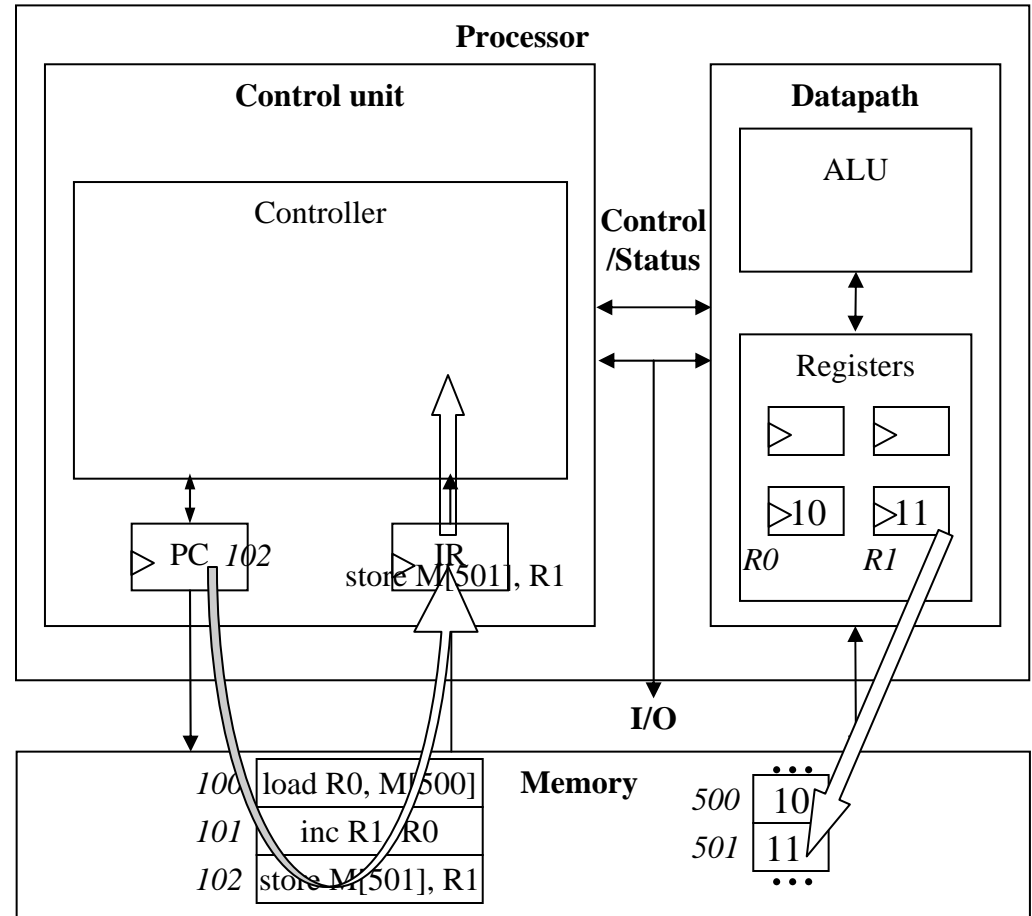 Processor
Control unit
Datapath
ALU
Controller
Control
/Status
Registers
10
11
R0
R1
PC 102
IR
store M[501], R1
I/O
Memory
100 load R0, M[500]
101 inc R1, R0
102 store M[501], R1
•••
500 10
501 11
•••